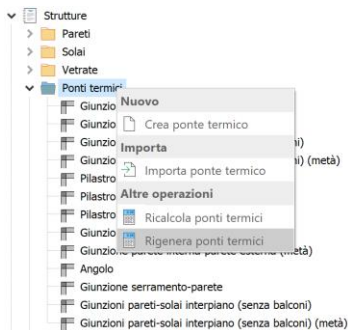 Strutture
Pareti
Solai
Vetrate
Ponti termici
Nuovo
Giunzio
Giunzio
Crea ponte termico
Giunzio
ni)
Importa
Giunzio
ni) (metà)
Importa ponte termico
Pilastro
Pilastro
Altre operazioni
Pilastro
Ricalcola ponti termici
Giunzio
Rigenera ponti termici
Giunzione parete interna-parete esterna (metà)
Angolo
Giunzione serramento-parete
Giunzioni pareti-solai interpiano (senza balconi)
Giunzioni pareti-solai interpiano (senza balconi) (metà)